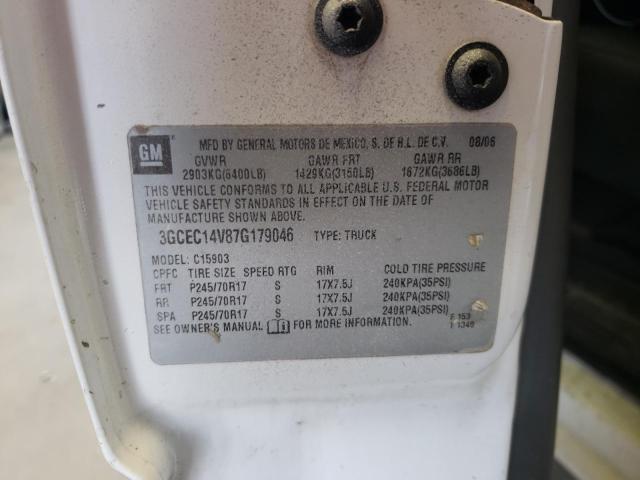 GM
MFD BY GENERAL MOTORS DE MEXICO, S. DE R.L. DE C.V. 08/06
GVWR GAWR FRT GAWR RR
2903KG(6400LB) 1429KG(3150LB) 1672KG(3686LB)
THIS VEHICLE CONFORMS TO ALL APPLICABLE U.S. FEDERAL MOTOR
VEHICLE SAFETY STANDARDS IN EFFECT ON THE DATE OF
MANUFACTURE SHOWN ABOVE.
3GCEC14V87G179046 TYPE: TRUCK
MODEL: C15903
CPFC TIRE SIZE SPEED RTG RIM COLD TIRE PRESSURE
FRT P245/70R17 S 17X7.5J 240KPA(35PSI)
RR P245/70R17 S 17X7.5J 240KPA(35PSI)
SPA P245/70R17 S 17X7.5J 240KPA(35PSI)
SEE OWNER'S MANUAL FOR MORE INFORMATION.